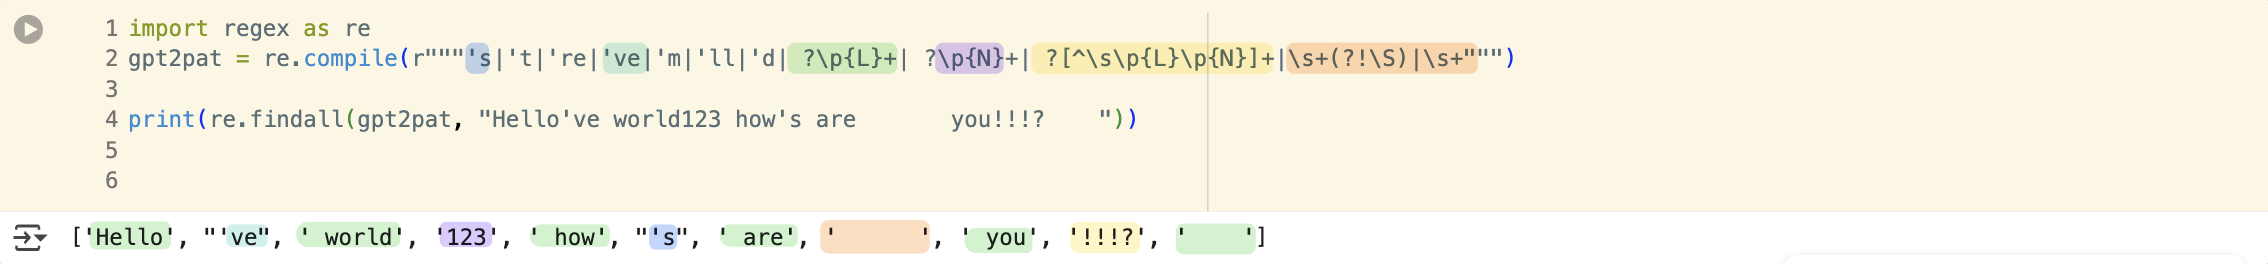 1 import regex as re
2 gpt2pat = re.compile(r"""'s|'t|'re|'ve|'m|'ll|'d| ?\p{L}+| ?\p{N}+| ?[^\s\p{L}\p{N}]+|\s+(?!\S)|\s+""")
3
4 print(re.findall(gpt2pat, "Hello've world123 how's are       you!!!?    "))
5
6
['Hello', "'ve", ' world', '123', ' how', "'s", ' are', '      ', ' you', '!!!?', '    ']